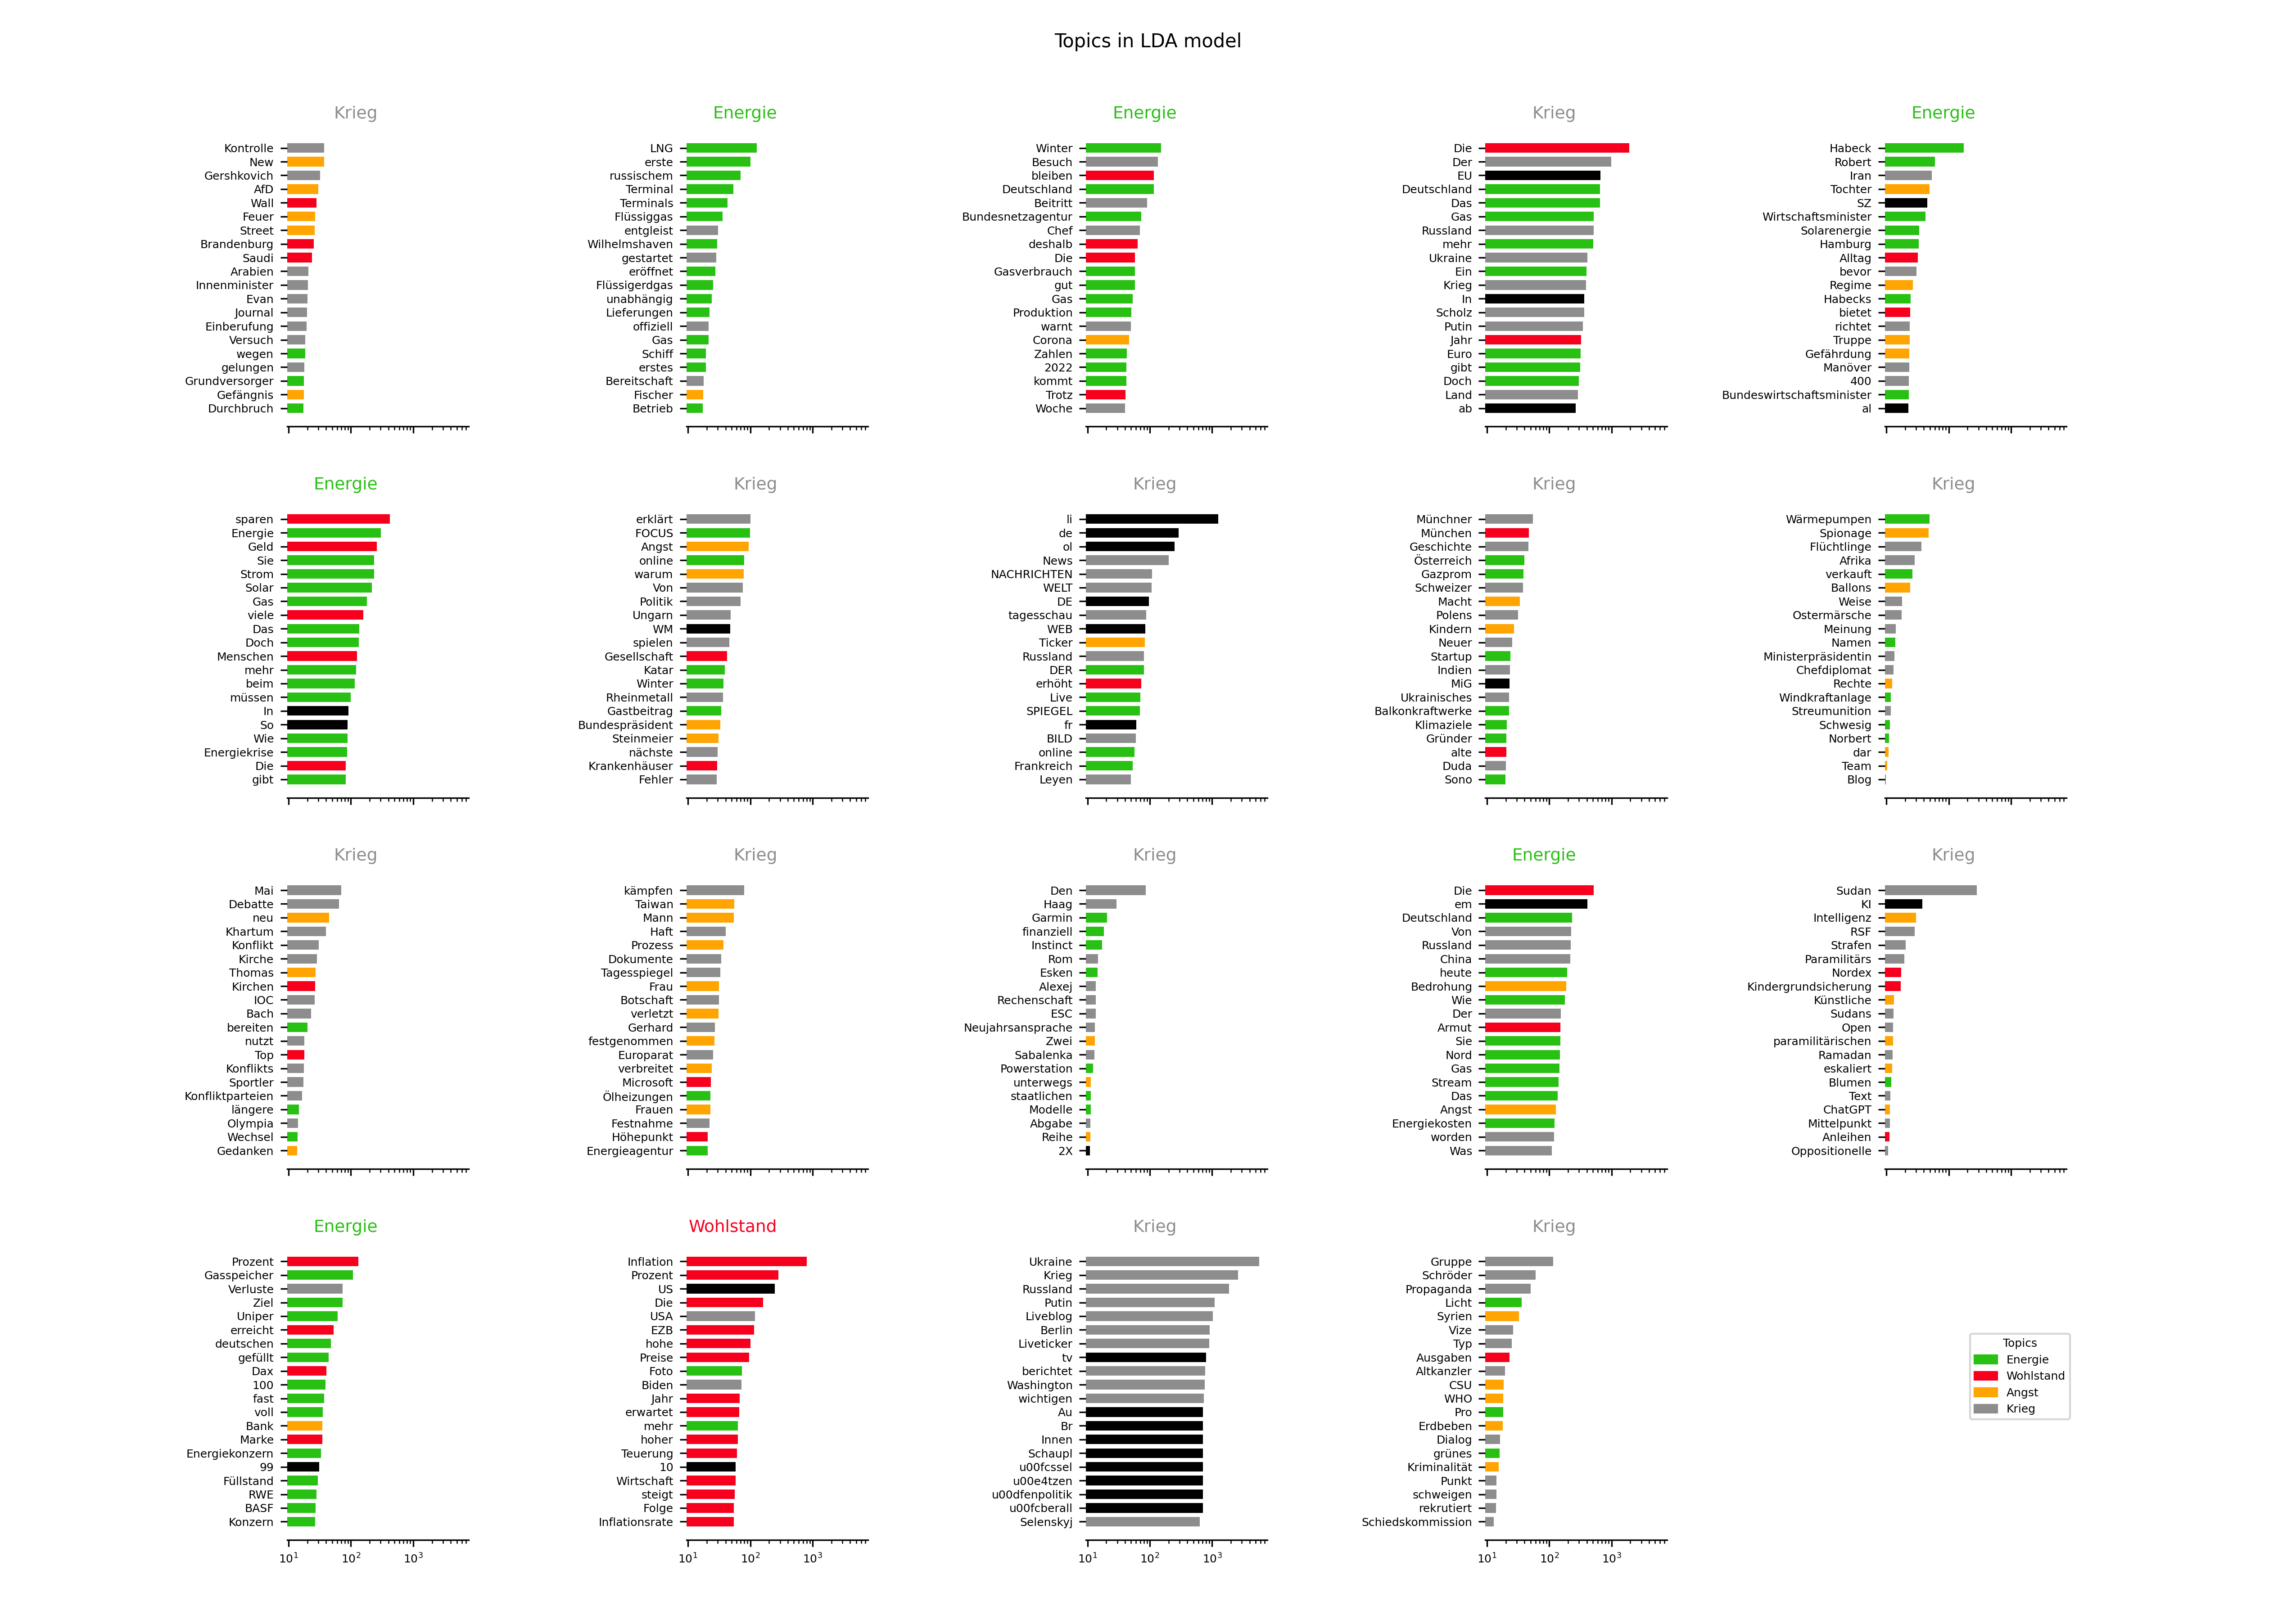 Topics in LDA model
Krieg
Kontrolle
New
Gershkovich
AfD
Wall
Feuer
Street
Brandenburg
Saudi
Arabien
Innenminister
Evan
Journal
Einberufung
Versuch
wegen
gelungen
Grundversorger
Gefängnis
Durchbruch
Energie
LNG
erste
russischem
Terminal
Terminals
Flüssiggas
entgleist
Wilhelmshaven
gestartet
eröffnet
Flüssigerdgas
unabhängig
Lieferungen
offiziell
Gas
Schiff
erstes
Bereitschaft
Fischer
Betrieb
Energie
Winter
Besuch
bleiben
Deutschland
Beitritt
Bundesnetzagentur
Chef
deshalb
Die
Gasverbrauch
gut
Gas
Produktion
warnt
Corona
Zahlen
2022
kommt
Trotz
Woche
Krieg
Die
Der
EU
Deutschland
Das
Gas
Russland
mehr
Ukraine
Ein
Krieg
In
Scholz
Putin
Jahr
Euro
gibt
Doch
Land
ab
Energie
Habeck
Robert
Iran
Tochter
SZ
Wirtschaftsminister
Solarenergie
Hamburg
Alltag
bevor
Regime
Habecks
bietet
richtet
Truppe
Gefährdung
Manöver
400
Bundeswirtschaftsminister
al
Energie
sparen
Energie
Geld
Sie
Strom
Solar
Gas
viele
Das
Doch
Menschen
mehr
beim
müssen
In
So
Wie
Energiekrise
Die
gibt
Krieg
erklärt
FOCUS
Angst
online
warum
Von
Politik
Ungarn
WM
spielen
Gesellschaft
Katar
Winter
Rheinmetall
Gastbeitrag
Bundespräsident
Steinmeier
nächste
Krankenhäuser
Fehler
Krieg
li
de
ol
News
NACHRICHTEN
WELT
DE
tagesschau
WEB
Ticker
Russland
DER
erhöht
Live
SPIEGEL
fr
BILD
online
Frankreich
Leyen
Krieg
Münchner
München
Geschichte
Österreich
Gazprom
Schweizer
Macht
Polens
Kindern
Neuer
Startup
Indien
MiG
Ukrainisches
Balkonkraftwerke
Klimaziele
Gründer
alte
Duda
Sono
Krieg
Wärmepumpen
Spionage
Flüchtlinge
Afrika
verkauft
Ballons
Weise
Ostermärsche
Meinung
Namen
Ministerpräsidentin
Chefdiplomat
Rechte
Windkraftanlage
Streumunition
Schwesig
Norbert
dar
Team
Blog
Krieg
Mai
Debatte
neu
Khartum
Konflikt
Kirche
Thomas
Kirchen
IOC
Bach
bereiten
nutzt
Top
Konflikts
Sportler
Konfliktparteien
längere
Olympia
Wechsel
Gedanken
Krieg
kämpfen
Taiwan
Mann
Haft
Prozess
Dokumente
Tagesspiegel
Frau
Botschaft
verletzt
Gerhard
festgenommen
Europarat
verbreitet
Microsoft
Ölheizungen
Frauen
Festnahme
Höhepunkt
Energieagentur
Krieg
Den
Haag
Garmin
finanziell
Instinct
Rom
Esken
Alexej
Rechenschaft
ESC
Neujahrsansprache
Zwei
Sabalenka
Powerstation
unterwegs
staatlichen
Modelle
Abgabe
Reihe
2X
Energie
Die
em
Deutschland
Von
Russland
China
heute
Bedrohung
Wie
Der
Armut
Sie
Nord
Gas
Stream
Das
Angst
Energiekosten
worden
Was
Krieg
Sudan
KI
Intelligenz
RSF
Strafen
Paramilitärs
Nordex
Kindergrundsicherung
Künstliche
Sudans
Open
paramilitärischen
Ramadan
eskaliert
Blumen
Text
ChatGPT
Mittelpunkt
Anleihen
Oppositionelle
Energie
Prozent
Gasspeicher
Verluste
Ziel
Uniper
erreicht
deutschen
gefüllt
Dax
100
fast
voll
Bank
Marke
Energiekonzern
99
Füllstand
RWE
BASF
Konzern
10¹ 10² 10³
Wohlstand
Inflation
Prozent
US
Die
USA
EZB
hohe
Preise
Foto
Biden
Jahr
erwartet
mehr
hoher
Teuerung
10
Wirtschaft
steigt
Folge
Inflationsrate
10¹ 10² 10³
Krieg
Ukraine
Krieg
Russland
Putin
Liveblog
Berlin
Liveticker
tv
berichtet
Washington
wichtigen
Au
Br
Innen
Schaupl
u00fcssel
u00e4tzen
u00dfenpolitik
u00fcberall
Selenskyj
10¹ 10² 10³
Krieg
Gruppe
Schröder
Propaganda
Licht
Syrien
Vize
Typ
Ausgaben
Altkanzler
CSU
WHO
Pro
Erdbeben
Dialog
grünes
Kriminalität
Punkt
schweigen
rekrutiert
Schiedskommission
10¹ 10² 10³
Topics
Energie
Wohlstand
Angst
Krieg